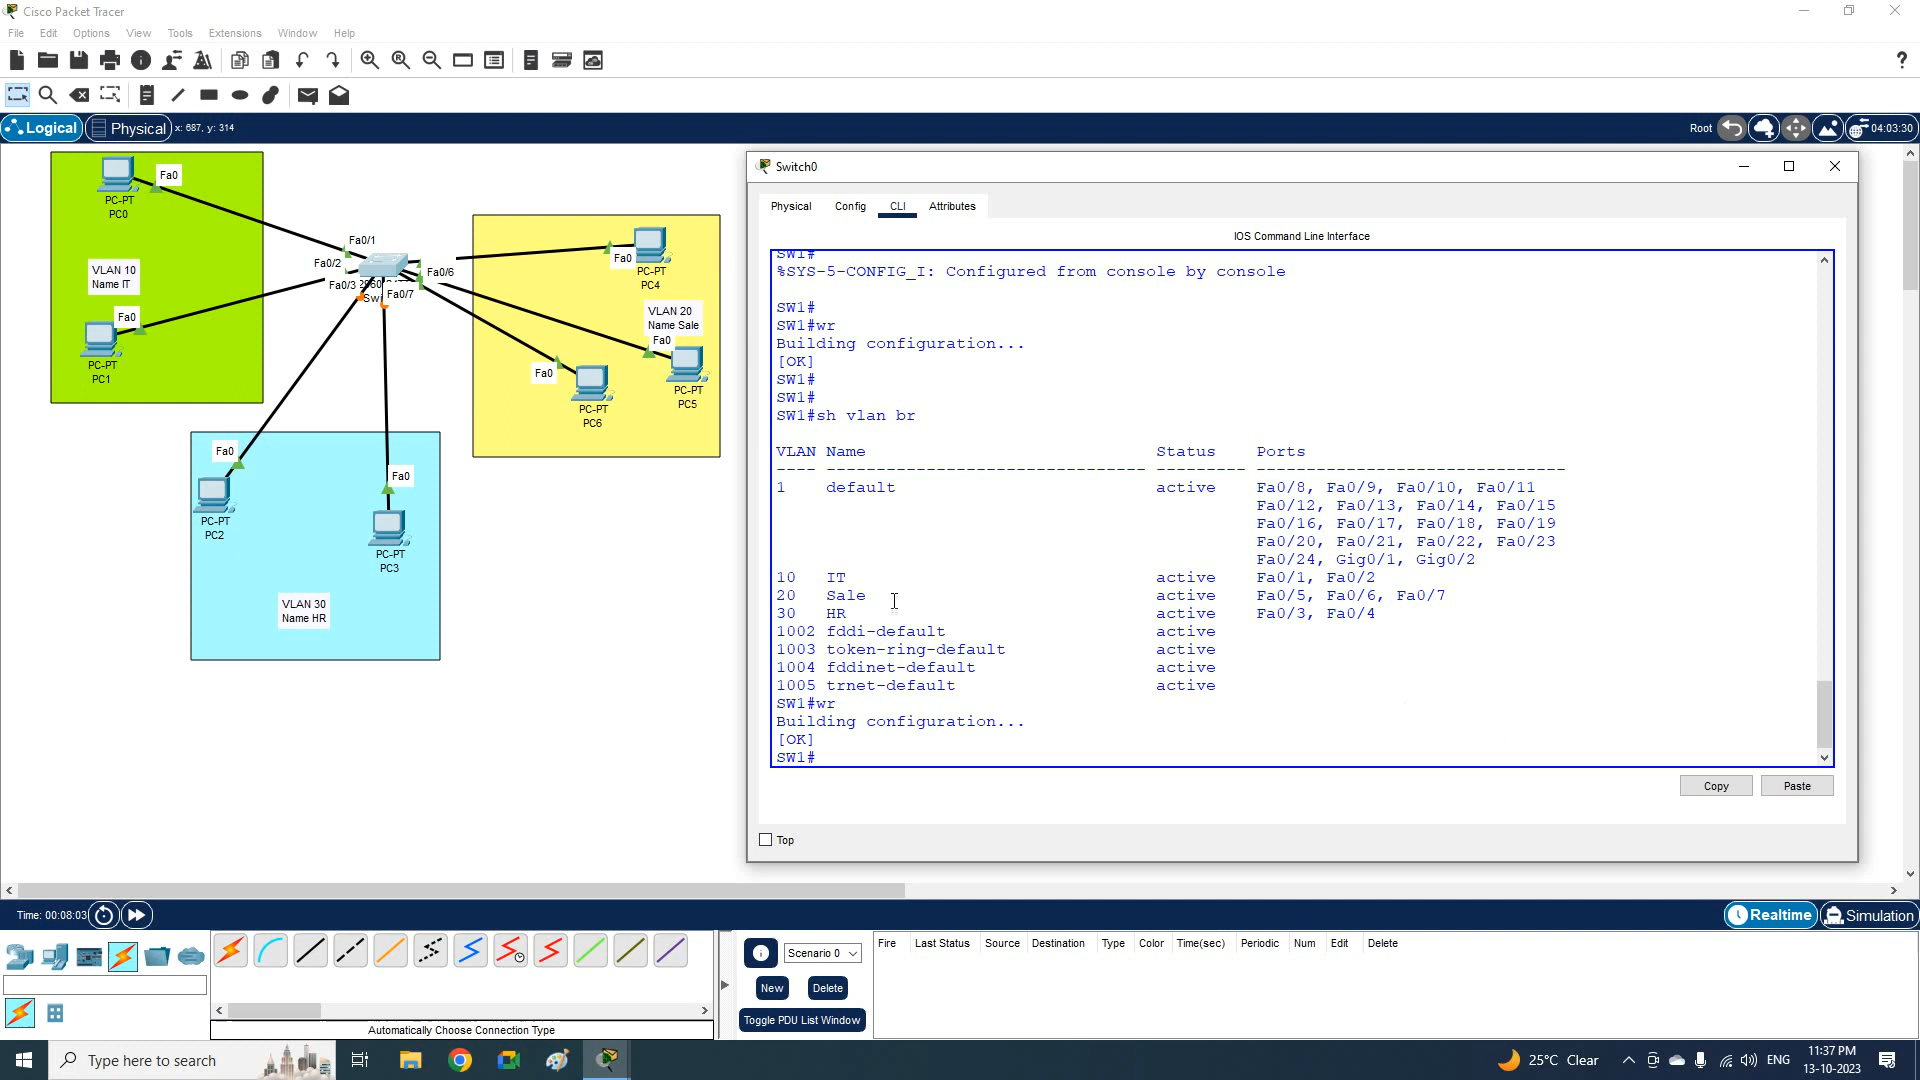 Cisco Packet Tracer
File Edit Options View Tools Extensions Window Help
Logical Physical x: 687, y: 314 Root 04:03:30
Fa0
PC-PT
PC0
VLAN 10
Name IT
Fa0
PC-PT
PC1
Fa0/1
Fa0/2
Fa0/3
Fa0/6
Fa0/7
Fa0
PC-PT
PC4
VLAN 20
Name Sale
Fa0
PC-PT
PC5
Fa0
PC-PT
PC6
Fa0
PC-PT
PC2
Fa0
PC-PT
PC3
VLAN 30
Name HR
Switch0
Physical Config CLI Attributes
IOS Command Line Interface
SW1#
%SYS-5-CONFIG_I: Configured from console by console
SW1#
SW1#wr
Building configuration...
[OK]
SW1#
SW1#
SW1#sh vlan br
VLAN Name Status Ports
---- -------------------------------- --------- -------------------------------
1 default active Fa0/8, Fa0/9, Fa0/10, Fa0/11
Fa0/12, Fa0/13, Fa0/14, Fa0/15
Fa0/16, Fa0/17, Fa0/18, Fa0/19
Fa0/20, Fa0/21, Fa0/22, Fa0/23
Fa0/24, Gig0/1, Gig0/2
10 IT active Fa0/1, Fa0/2
20 Sale active Fa0/5, Fa0/6, Fa0/7
30 HR active Fa0/3, Fa0/4
1002 fddi-default active
1003 token-ring-default active
1004 fddinet-default active
1005 trnet-default active
SW1#wr
Building configuration...
[OK]
SW1#
Copy Paste
Top
Time: 00:08:03 Realtime Simulation
Scenario 0
New Delete
Toggle PDU List Window
Fire Last Status Source Destination Type Color Time(sec) Periodic Num Edit Delete
Automatically Choose Connection Type
Type here to search
25°C Clear
ENG
11:37 PM
13-10-2023